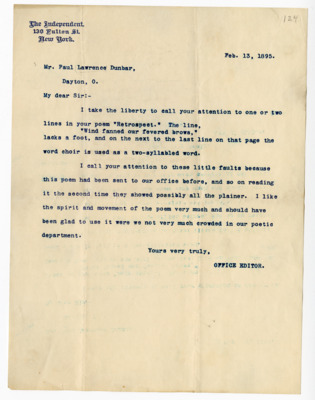 The Independent.
130 Fulton St.
New York.
Feb. 13, 1895.
Mr. Paul Lawrence Dunbar,
Dayton, O.
My dear Sir:-
I take the liberty to call your attention to one or two
lines in your poem "Retrospect." The line,
"Wind fanned our fevered brows,"
lacks a foot, and on the next to the last line on that page the
word choir is used as a two-syllabled word.
I call your attention to these little faults because
this poem had been sent to our office before, and so on reading
it the second time they showed possibly all the plainer. I like
the spirit and movement of the poem very much and should have
been glad to use it were we not very much crowded in our poetic
department.
Yours very truly,
OFFICE EDITOR.